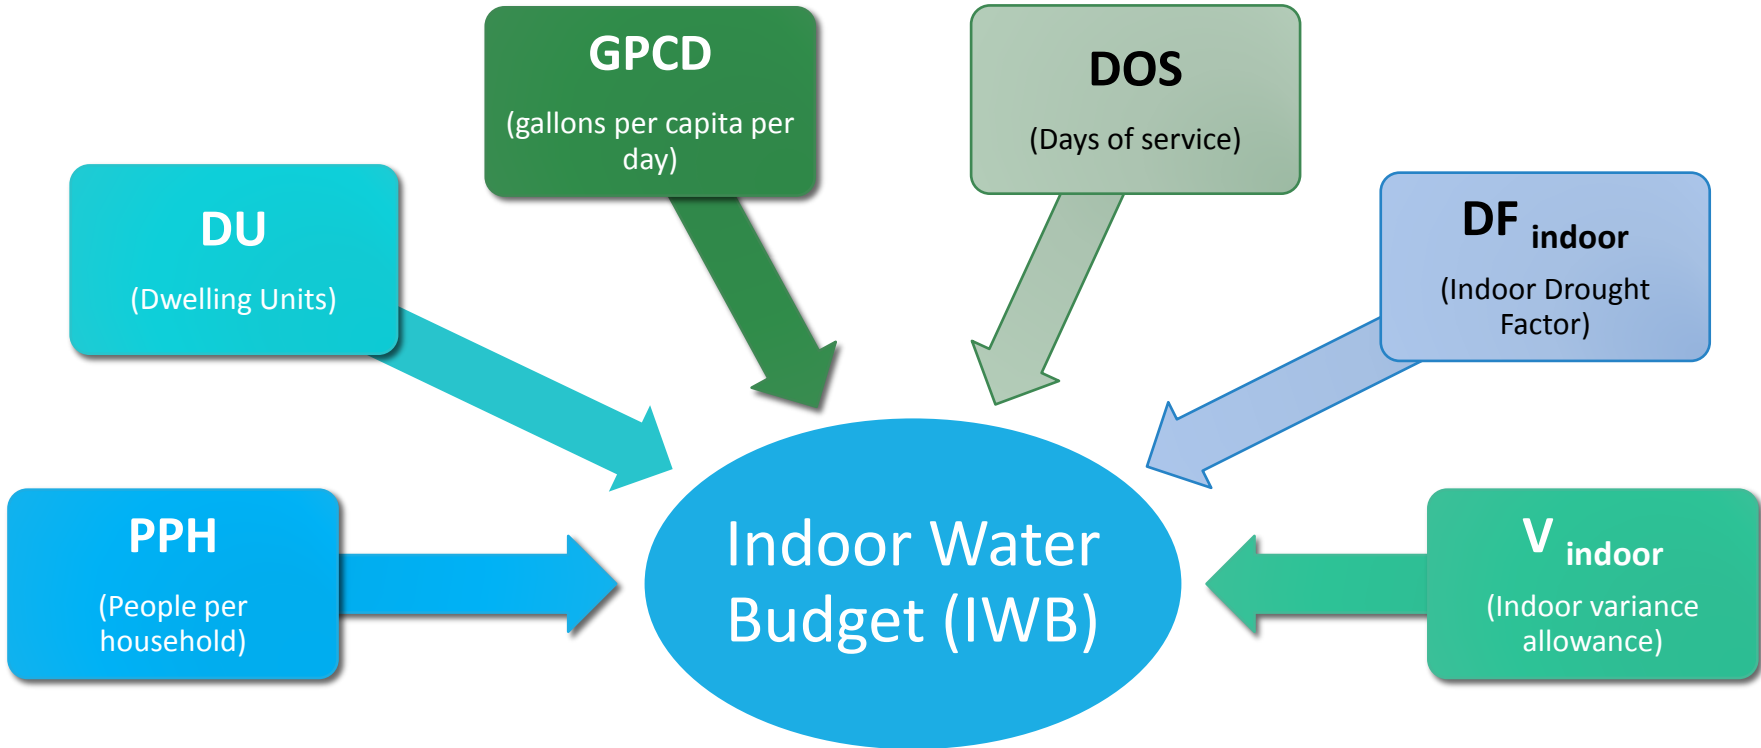 GPCD
(gallons per capita per
day)
DOS
(Days of service)
DU
(Dwelling Units)
DF indoor
(Indoor Drought
Factor)
PPH
(People per
household)
Indoor Water
Budget (IWB)
V indoor
(Indoor variance
allowance)